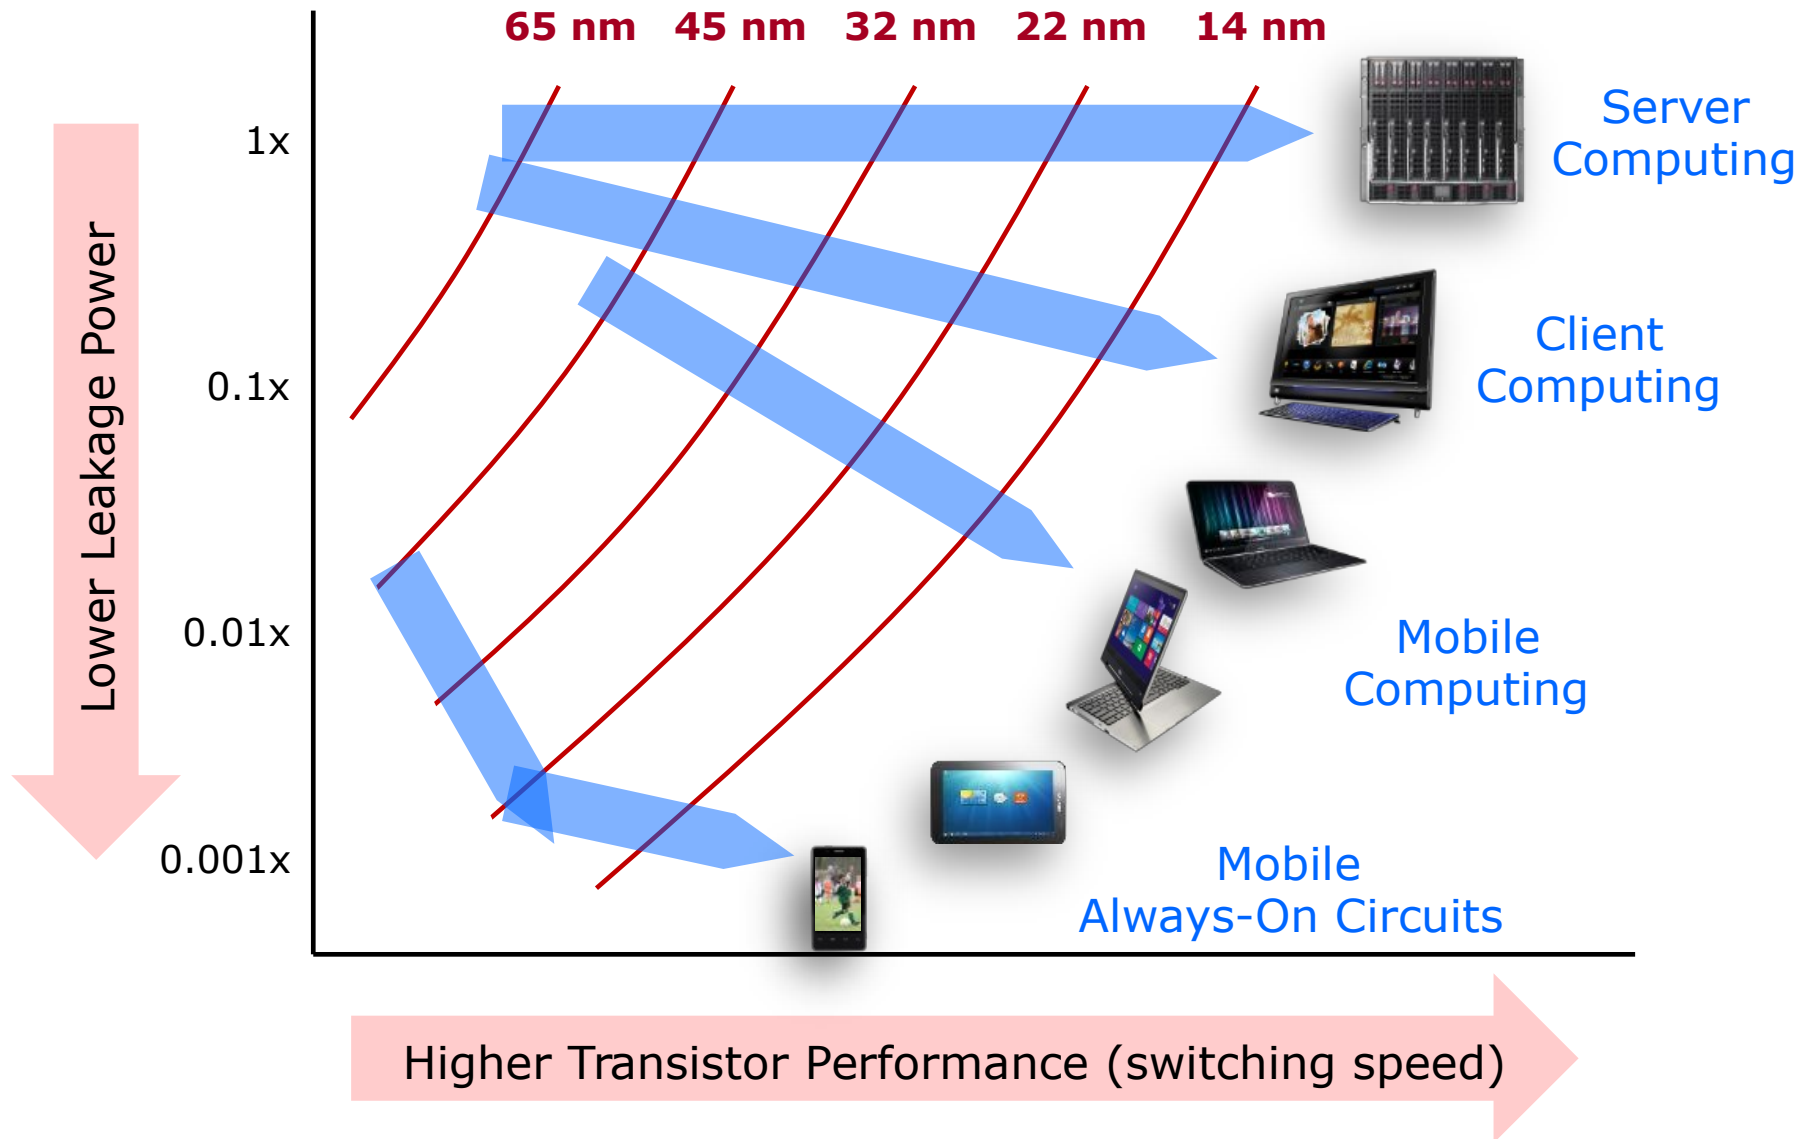 65 nm
45 nm
32 nm
22 nm
14 nm
1x
0.1x
0.01x
0.001x
Lower Leakage Power
Server
Computing
Client
Computing
Mobile
Computing
Mobile
Always-On Circuits
Higher Transistor Performance (switching speed)